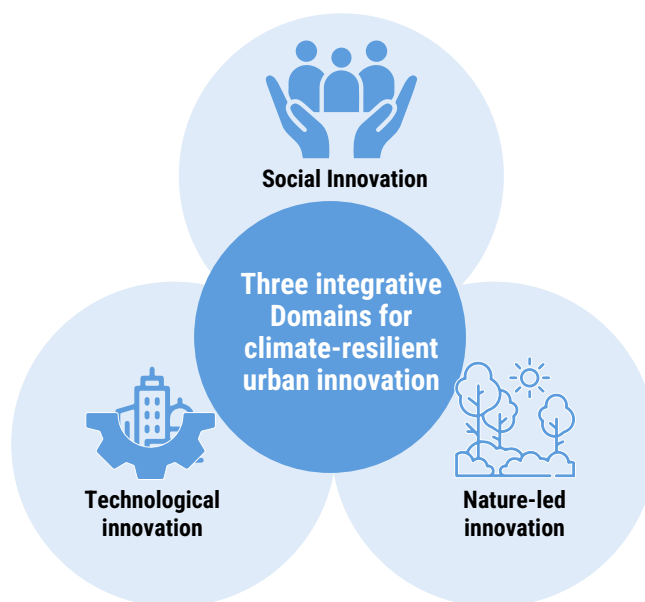 Social Innovation
Three integrative
Domains for
climate-resilient
urban innovation
Technological
innovation
Nature-led
innovation